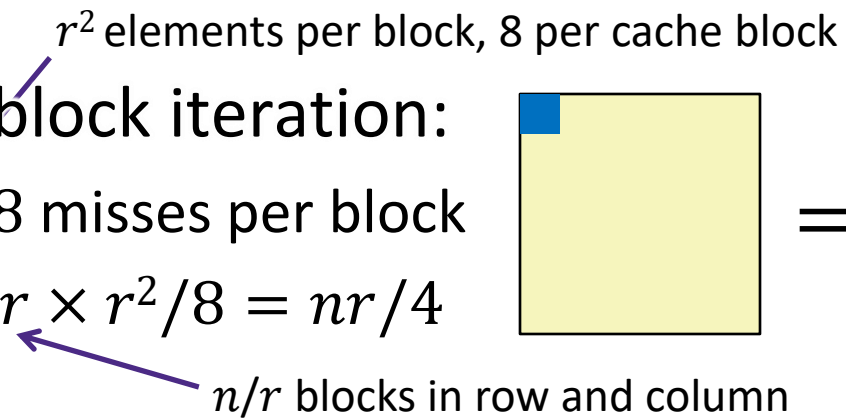 r² elements per block, 8 per cache block
block iteration:
8 misses per block
=
r × r²/8 = nr/4
n/r blocks in row and column